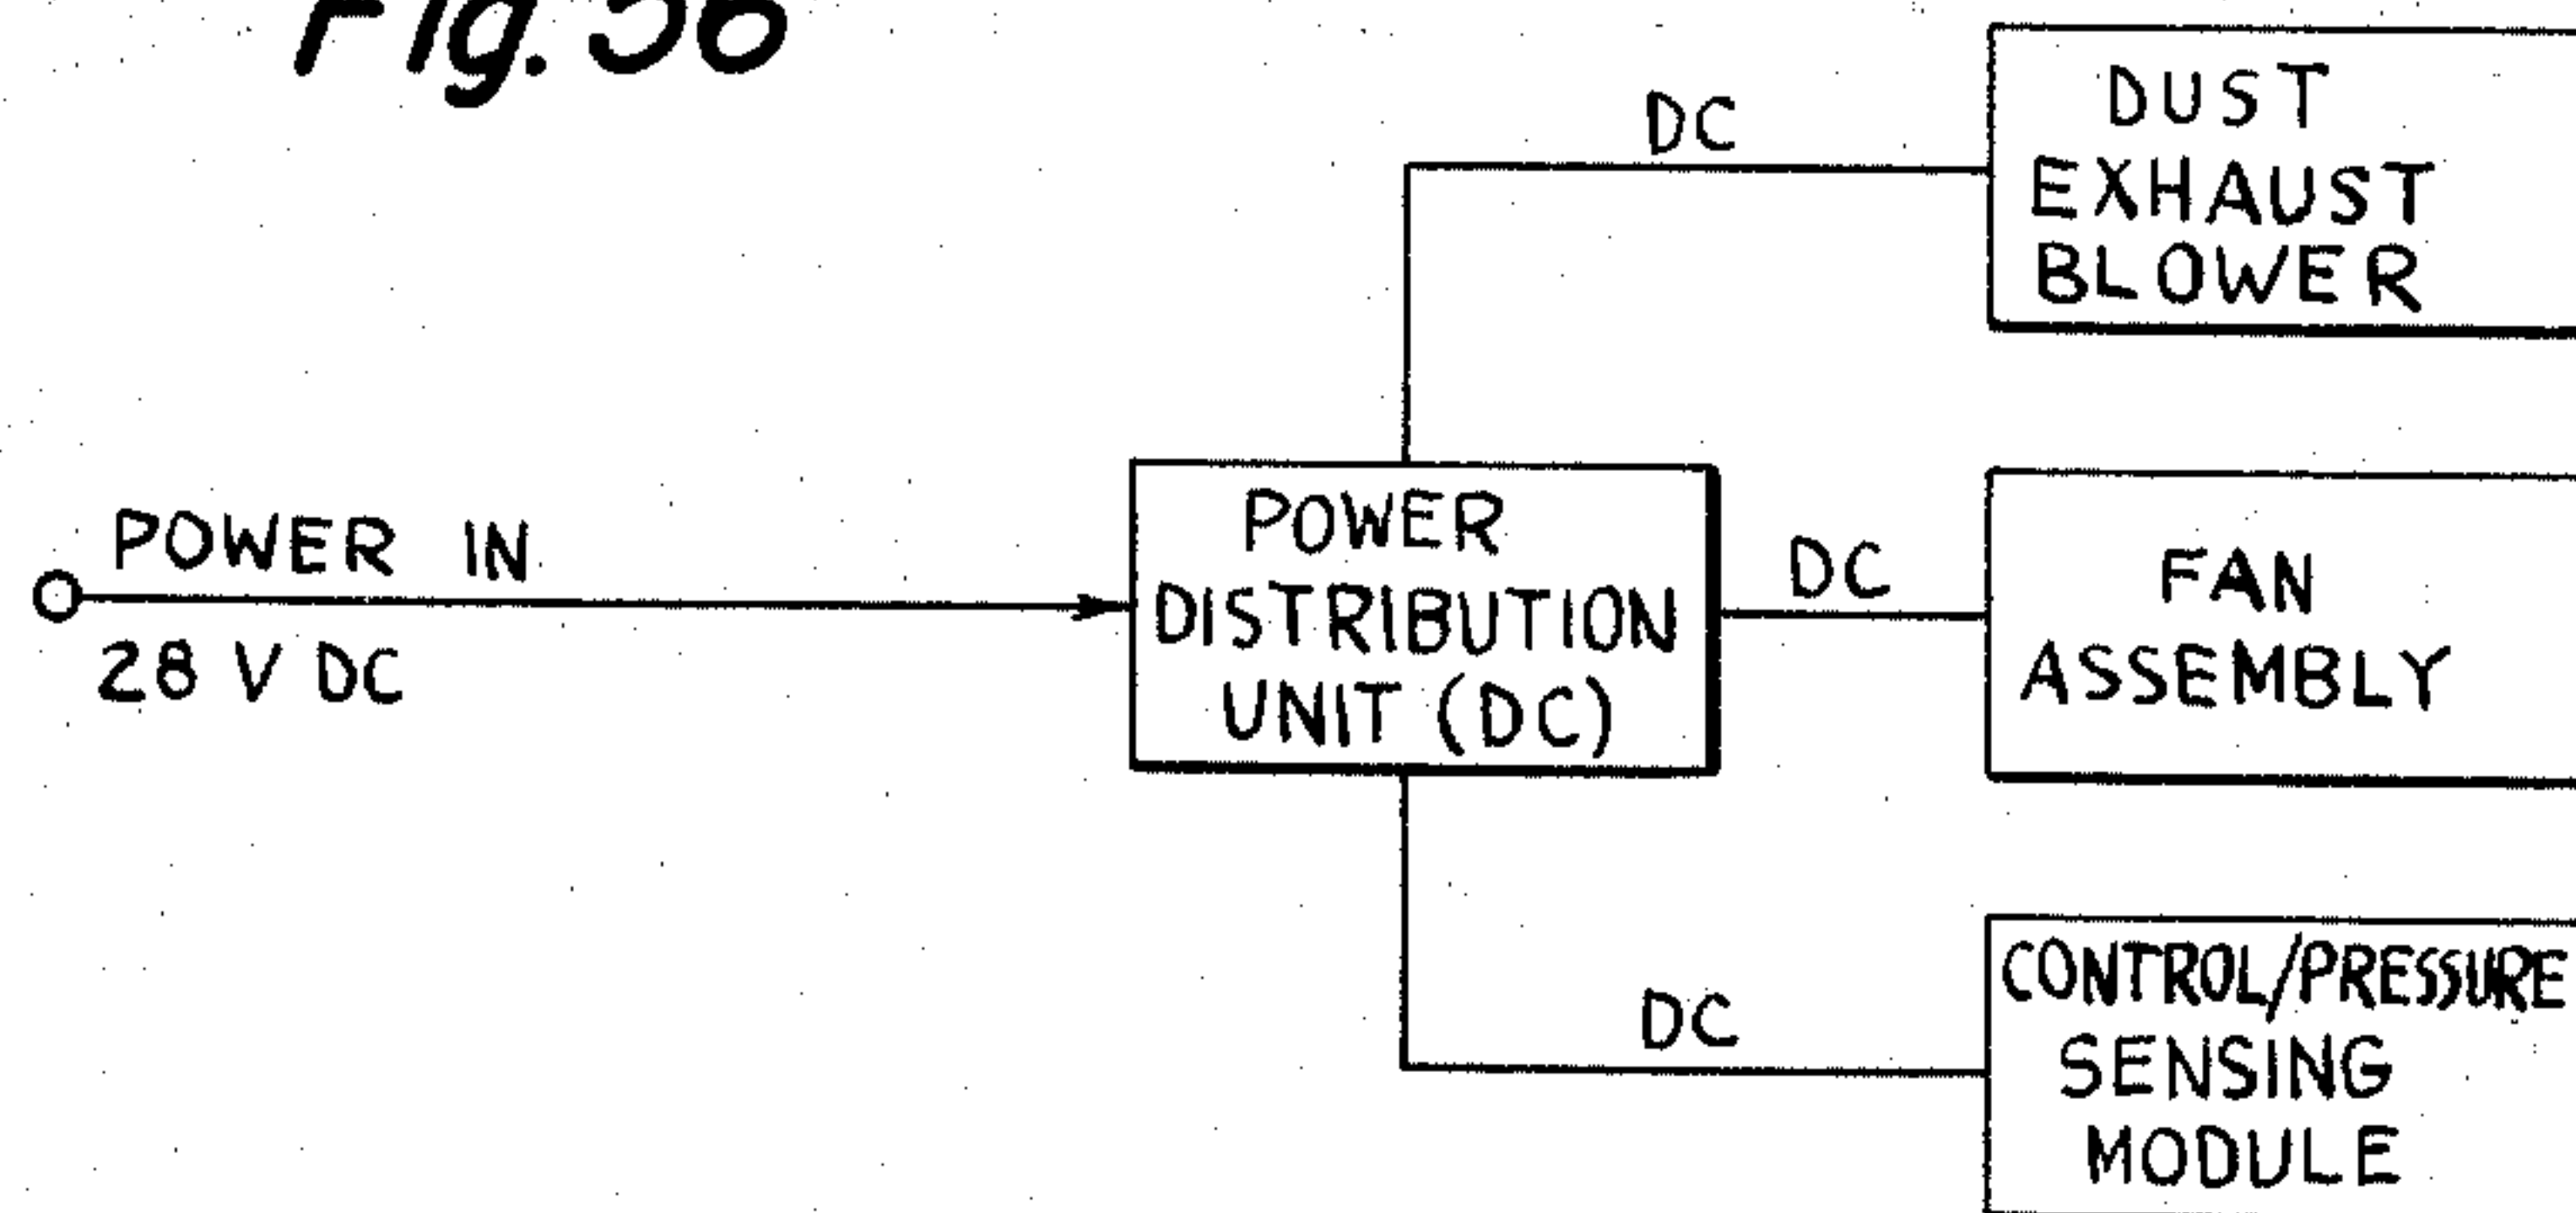 Fig. 56
DC
DUST
EXHAUST
BLOWER
POWER IN
28 V DC
POWER
DISTRIBUTION
UNIT (DC)
DC
FAN
ASSEMBLY
DC
CONTROL/PRESSURE
SENSING
MODULE